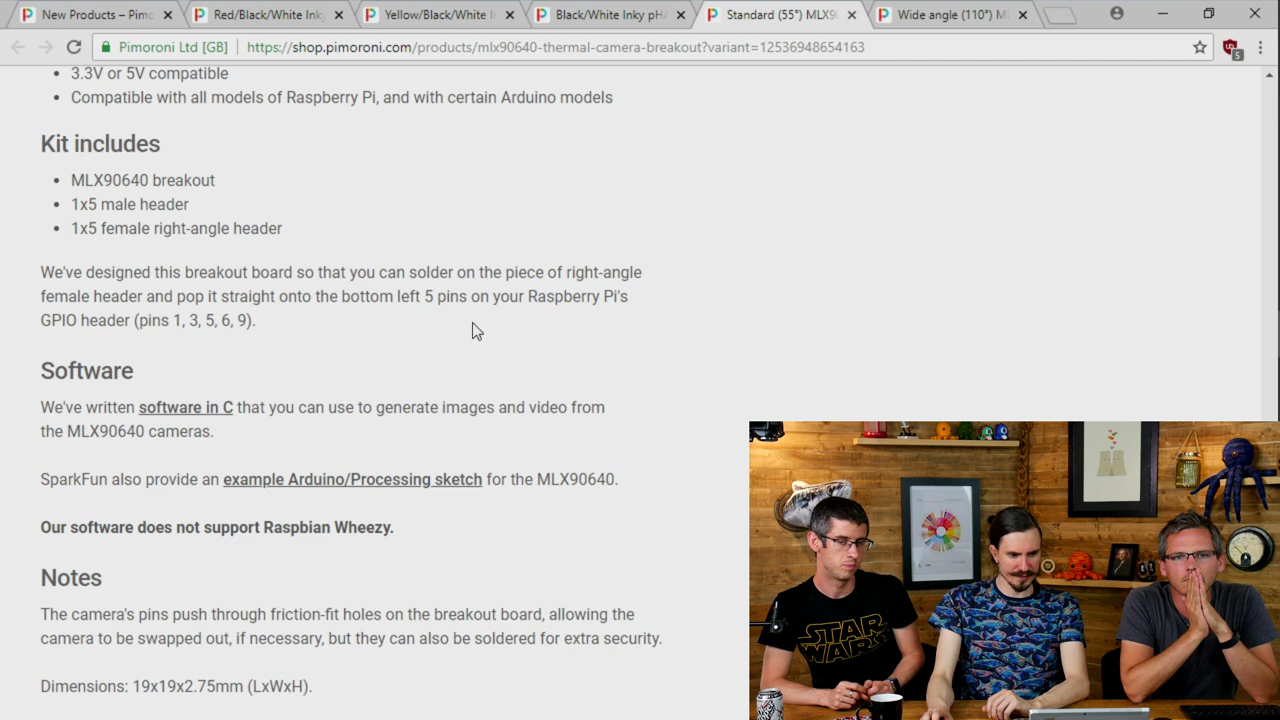 New Products – Pimo
Red/Black/White Ink
Yellow/Black/White I
Black/White Inky pHA
Standard (55°) MLX9
Wide angle (110°) M
Pimoroni Ltd [GB]
https://shop.pimoroni.com/products/mlx90640-thermal-camera-breakout?variant=12536948654163
5
• 3.3V or 5V compatible
• Compatible with all models of Raspberry Pi, and with certain Arduino models
Kit includes
• MLX90640 breakout
• 1x5 male header
• 1x5 female right-angle header
We've designed this breakout board so that you can solder on the piece of right-angle
female header and pop it straight onto the bottom left 5 pins on your Raspberry Pi's
GPIO header (pins 1, 3, 5, 6, 9).
Software
We've written software in C that you can use to generate images and video from
the MLX90640 cameras.
SparkFun also provide an example Arduino/Processing sketch for the MLX90640.
Our software does not support Raspbian Wheezy.
Notes
The camera's pins push through friction-fit holes on the breakout board, allowing the
camera to be swapped out, if necessary, but they can also be soldered for extra security.
Dimensions: 19x19x2.75mm (LxWxH).
STAR
WARS